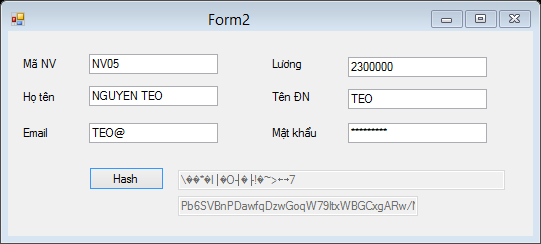 Form2
Mã NV NV05 Lương 2300000
Họ tên NGUYEN TEO Tên ĐN TEO
Email TEO@ Mật khẩu *********
Hash
Pb6SVBnPDawfqDzwGoqW79ltxWBGCxgARw/